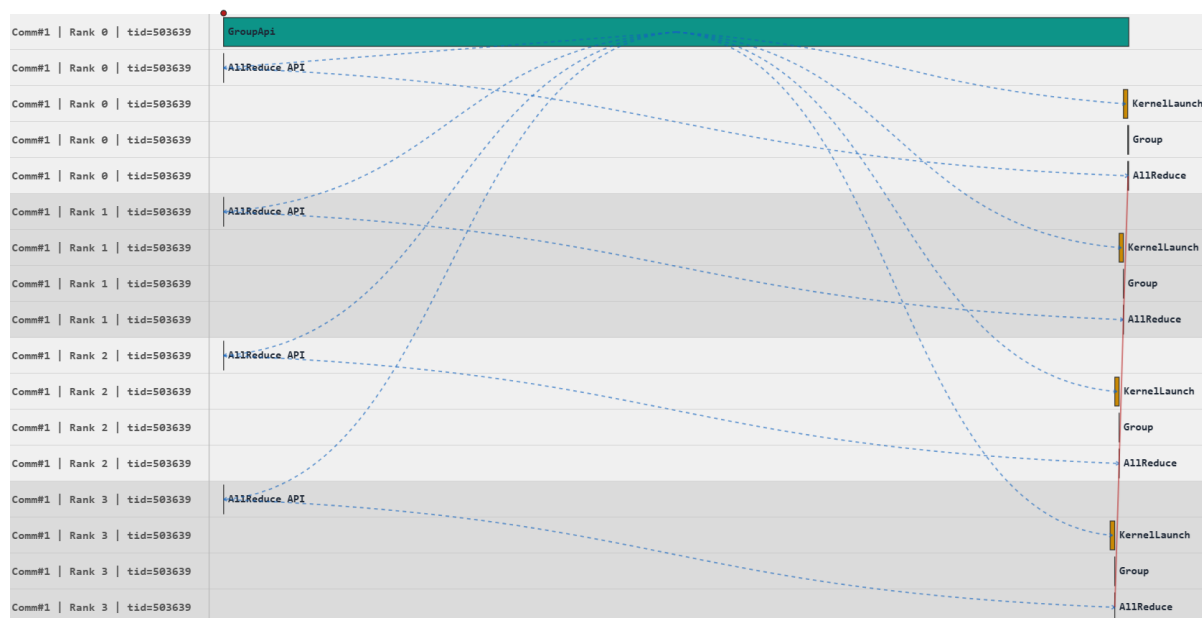 Comm#1 | Rank 0 | tid=503639 GroupApi
Comm#1 | Rank 0 | tid=503639 AllReduce API
Comm#1 | Rank 0 | tid=503639 KernelLaunch
Comm#1 | Rank 0 | tid=503639 Group
Comm#1 | Rank 0 | tid=503639 AllReduce
Comm#1 | Rank 1 | tid=503639 AllReduce API
Comm#1 | Rank 1 | tid=503639 KernelLaunch
Comm#1 | Rank 1 | tid=503639 Group
Comm#1 | Rank 1 | tid=503639 AllReduce
Comm#1 | Rank 2 | tid=503639 AllReduce API
Comm#1 | Rank 2 | tid=503639 KernelLaunch
Comm#1 | Rank 2 | tid=503639 Group
Comm#1 | Rank 2 | tid=503639 AllReduce
Comm#1 | Rank 3 | tid=503639 AllReduce API
Comm#1 | Rank 3 | tid=503639 KernelLaunch
Comm#1 | Rank 3 | tid=503639 Group
Comm#1 | Rank 3 | tid=503639 AllReduce